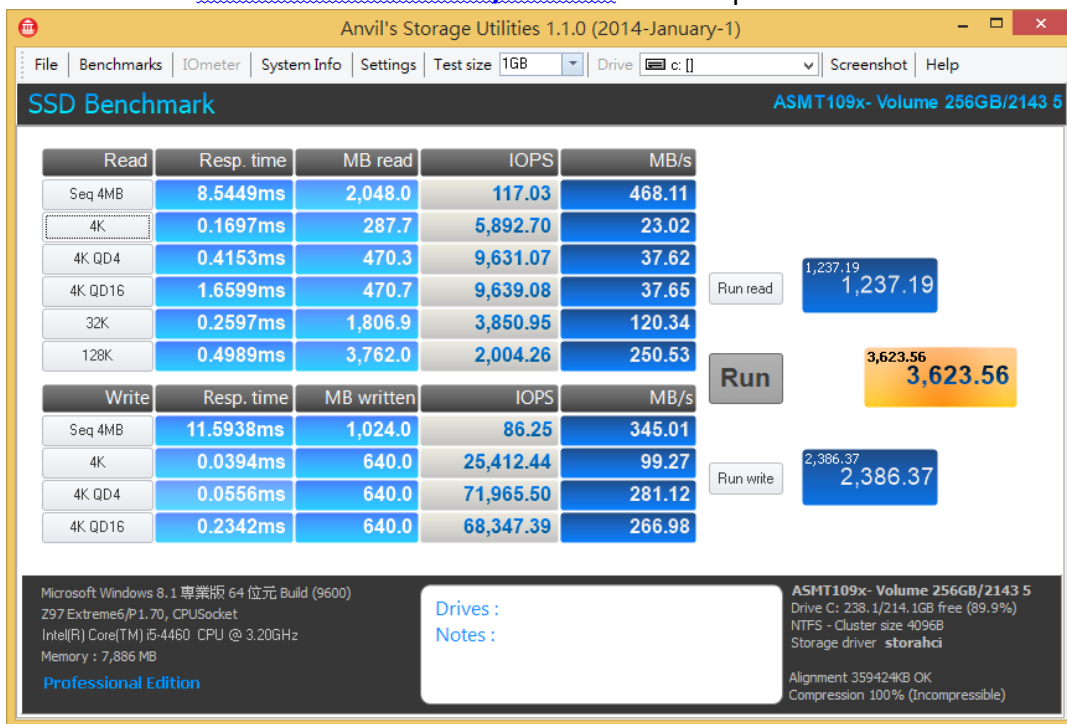 Anvil's Storage Utilities 1.1.0 (2014-January-1)
File Benchmarks IOmeter System Info Settings Test size 1GB Drive c: [] Screenshot Help
SSD Benchmark ASMT109x- Volume 256GB/2143 5
Read Resp. time MB read IOPS MB/s
Seq 4MB 8.5449ms 2,048.0 117.03 468.11
4K 0.1697ms 287.7 5,892.70 23.02
4K QD4 0.4153ms 470.3 9,631.07 37.62
4K QD16 1.6599ms 470.7 9,639.08 37.65
32K 0.2597ms 1,806.9 3,850.95 120.34
128K 0.4989ms 3,762.0 2,004.26 250.53
Run read 1,237.19
1,237.19
Run 3,623.56
3,623.56
Write Resp. time MB written IOPS MB/s
Seq 4MB 11.5938ms 1,024.0 86.25 345.01
4K 0.0394ms 640.0 25,412.44 99.27
4K QD4 0.0556ms 640.0 71,965.50 281.12
4K QD16 0.2342ms 640.0 68,347.39 266.98
Run write 2,386.37
2,386.37
Microsoft Windows 8.1 專業版 64 位元 Build (9600)
Z97 Extreme6/P1.70, CPUSocket
Intel(R) Core(TM) i5-4460 CPU @ 3.20GHz
Memory : 7,886 MB
Professional Edition
Drives :
Notes :
ASMT109x- Volume 256GB/2143 5
Drive C: 238.1/214.1GB free (89.9%)
NTFS - Cluster size 4096B
Storage driver storahci
Alignment 359424KB OK
Compression 100% (Incompressible)